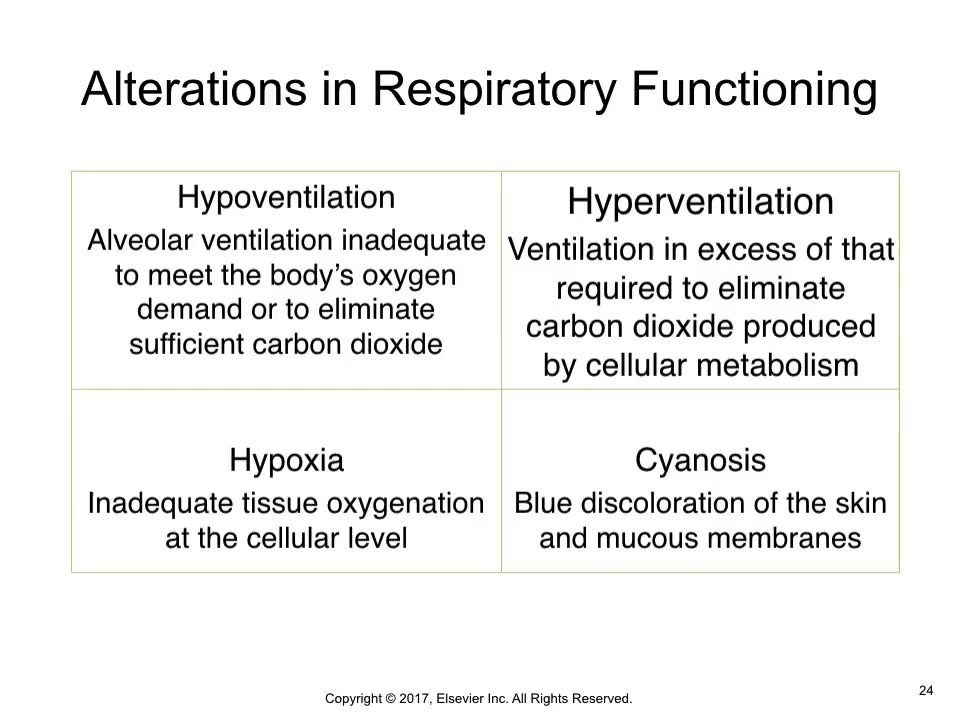 Alterations in Respiratory Functioning
Hypoventilation
Alveolar ventilation inadequate
to meet the body’s oxygen
demand or to eliminate
sufficient carbon dioxide
Hyperventilation
Ventilation in excess of that
required to eliminate
carbon dioxide produced
by cellular metabolism
Hypoxia
Inadequate tissue oxygenation
at the cellular level
Cyanosis
Blue discoloration of the skin
and mucous membranes
Copyright © 2017, Elsevier Inc. All Rights Reserved.
24